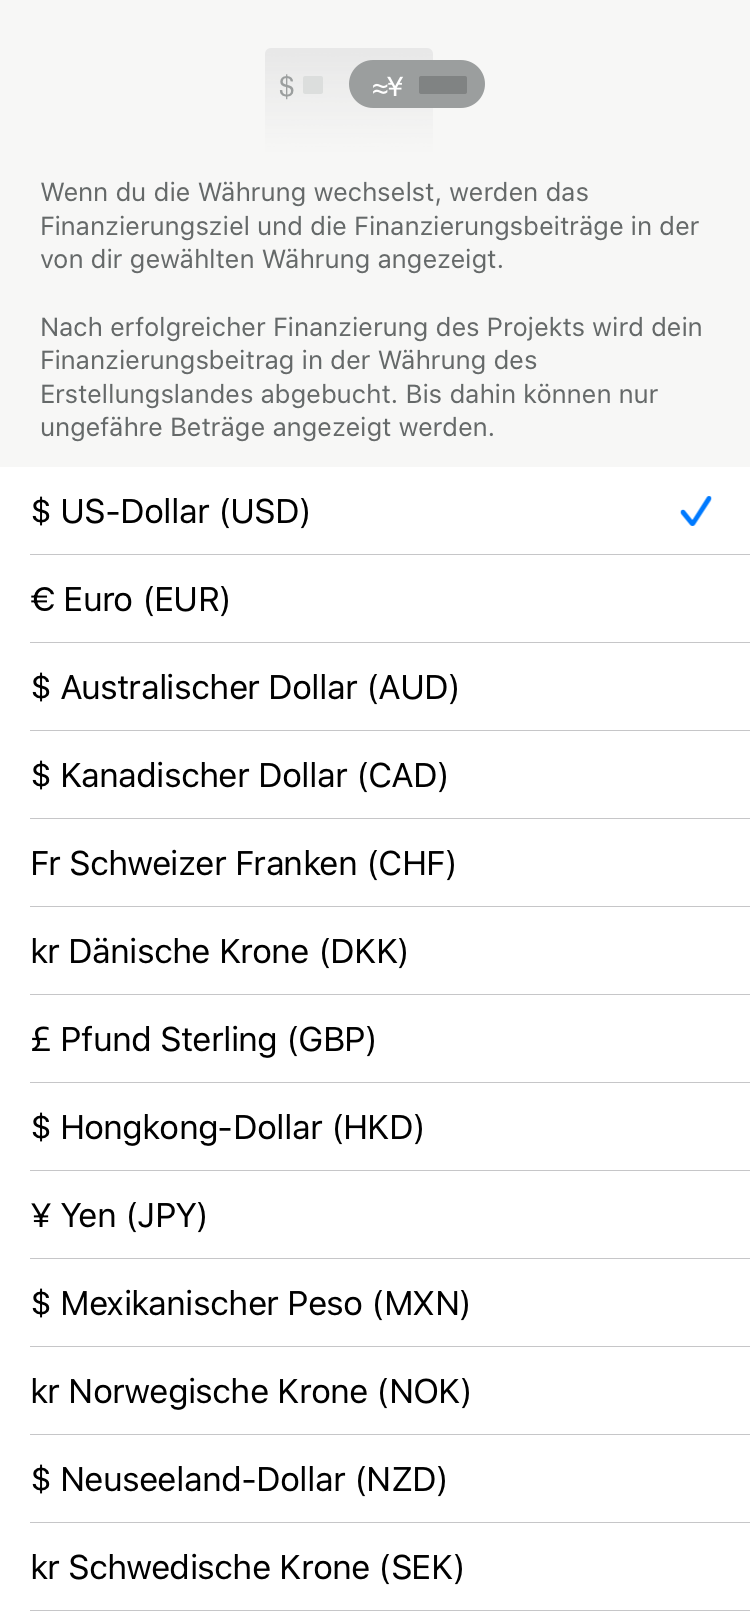 $ ≈¥
Wenn du die Währung wechselst, werden das
Finanzierungsziel und die Finanzierungsbeiträge in der
von dir gewählten Währung angezeigt.
Nach erfolgreicher Finanzierung des Projekts wird dein
Finanzierungsbeitrag in der Währung des
Erstellungslandes abgebucht. Bis dahin können nur
ungefähre Beträge angezeigt werden.
$ US-Dollar (USD)
€ Euro (EUR)
$ Australischer Dollar (AUD)
$ Kanadischer Dollar (CAD)
Fr Schweizer Franken (CHF)
kr Dänische Krone (DKK)
£ Pfund Sterling (GBP)
$ Hongkong-Dollar (HKD)
¥ Yen (JPY)
$ Mexikanischer Peso (MXN)
kr Norwegische Krone (NOK)
$ Neuseeland-Dollar (NZD)
kr Schwedische Krone (SEK)